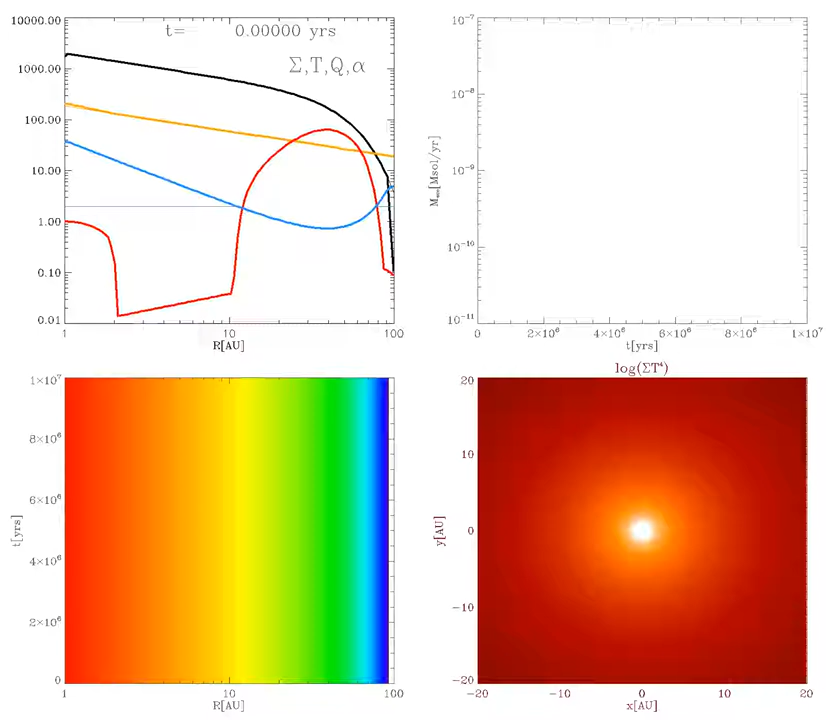 t= 0.00000 yrs
Σ,T,Q,α
10000.00
1000.00
100.00
10.00
1.00
0.10
0.01
1 10 100
R[AU]
10⁻⁷
10⁻⁸
10⁻⁹
10⁻¹⁰
10⁻¹¹
[Msol/yr]
0 2×10⁶ 4×10⁶ 6×10⁶ 8×10⁶ 1×10⁷
t[yrs]
1×10⁷
8×10⁶
6×10⁶
4×10⁶
2×10⁶
0
t[yrs]
1 10 100
R[AU]
log(ΣT⁴)
20
10
0
−10
−20
y[AU]
−20 −10 0 10 20
x[AU]